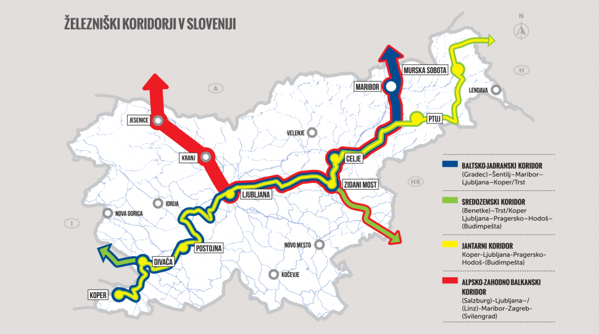 ŽELEZNIŠKI KORIDORJI V SLOVENIJI
N
A
H
HR
I
MURSKA SOBOTA
MARIBOR
LENDAVA
JESENICE
PTUJ
VELENJE
KRANJ
CELJE
ZIDANI MOST
LJUBLJANA
IDRIJA
NOVA GORICA
POSTOJNA
NOVO MESTO
DIVAČA
KOČEVJE
KOPER
BALTSKO-JADRANSKI KORIDOR
(Gradec)–Šentilj–Maribor–
Ljubljana–Koper/Trst
SREDOZEMSKI KORIDOR
(Benetke)–Trst/Koper
Ljubljana–Pragersko–Hodoš–
(Budimpešta)
JANTARNI KORIDOR
Koper-Ljubljana-Pragersko-
Hodoš-(Budimpešta)
ALPSKO-ZAHODNO BALKANSKI
KORIDOR
(Salzburg)-Ljubljana–/
(Linz)-Maribor-Zagreb-
(Svilengrad)